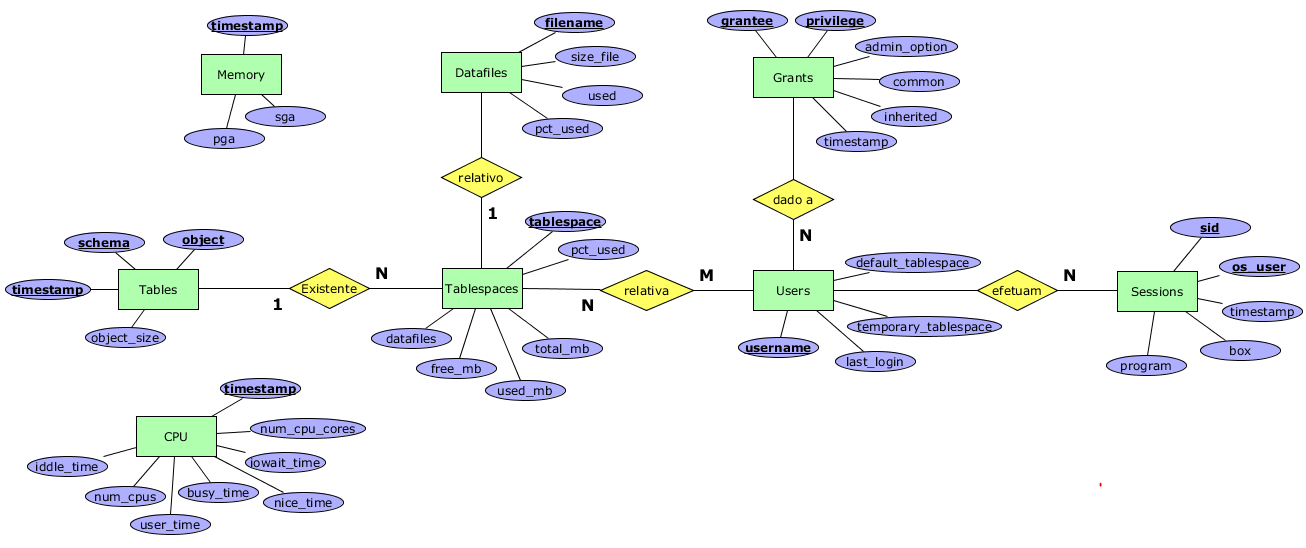 timestamp
Memory
sga
pga
filename
Datafiles
size_file
used
pct_used
grantee
privilege
admin_option
Grants
common
inherited
timestamp
relativo
1
dado a
N
schema
object
timestamp
Tables
object_size
1
Existente
N
tablespace
pct_used
Tablespaces
datafiles
free_mb
used_mb
total_mb
N
relativa
M
default_tablespace
Users
temporary_tablespace
username
last_login
efetuam
N
sid
os_user
Sessions
timestamp
box
program
timestamp
CPU
num_cpu_cores
iowait_time
iddle_time
num_cpus
busy_time
nice_time
user_time